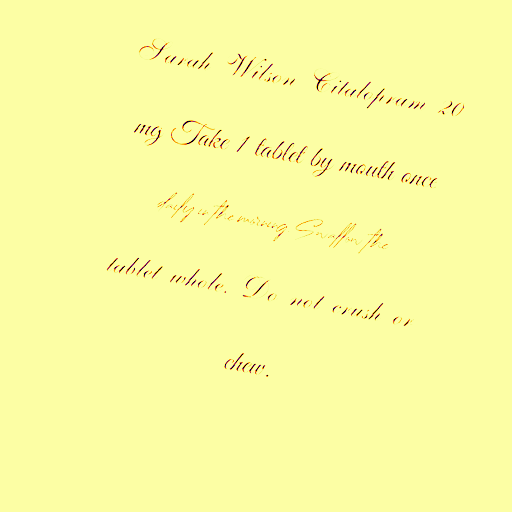 Sarah Wilson Citalopram 20
mg Take 1 tablet by mouth once
daily in the morning. Swallow the
tablet whole. Do not crush or
chew.